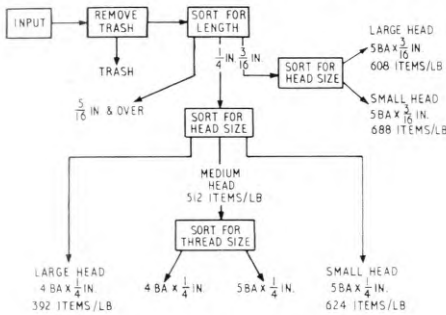 INPUT
REMOVE
TRASH
SORT FOR
LENGTH
TRASH
5/16 IN & OVER
1/4 IN.
3/16 IN
SORT FOR
HEAD SIZE
LARGE HEAD
5BA × 3/16 IN
608 ITEMS/LB
SMALL HEAD
5BA × 3/16 IN.
688 ITEMS/LB
SORT FOR
HEAD SIZE
MEDIUM
HEAD
512 ITEMS/LB
SORT FOR
THREAD SIZE
LARGE HEAD
4BA × 1/4 IN.
392 ITEMS/LB
4BA × 1/4 IN.
5BA × 1/4 IN.
SMALL HEAD
5BA × 1/4 IN.
624 ITEMS/LB